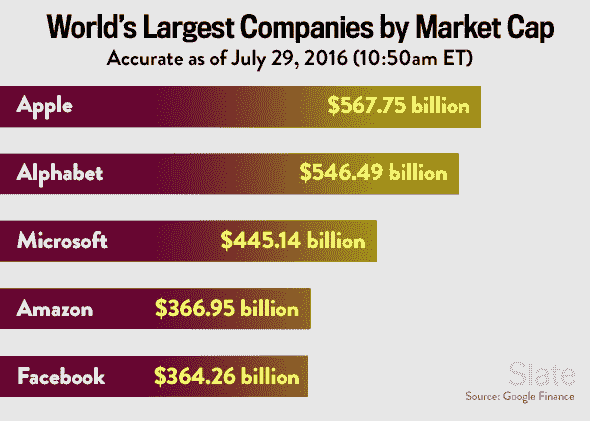 World's Largest Companies by Market Cap
Accurate as of July 29, 2016 (10:50am ET)
Apple $567.75 billion
Alphabet $546.49 billion
Microsoft $445.14 billion
Amazon $366.95 billion
Facebook $364.26 billion
Slate
Source: Google Finance